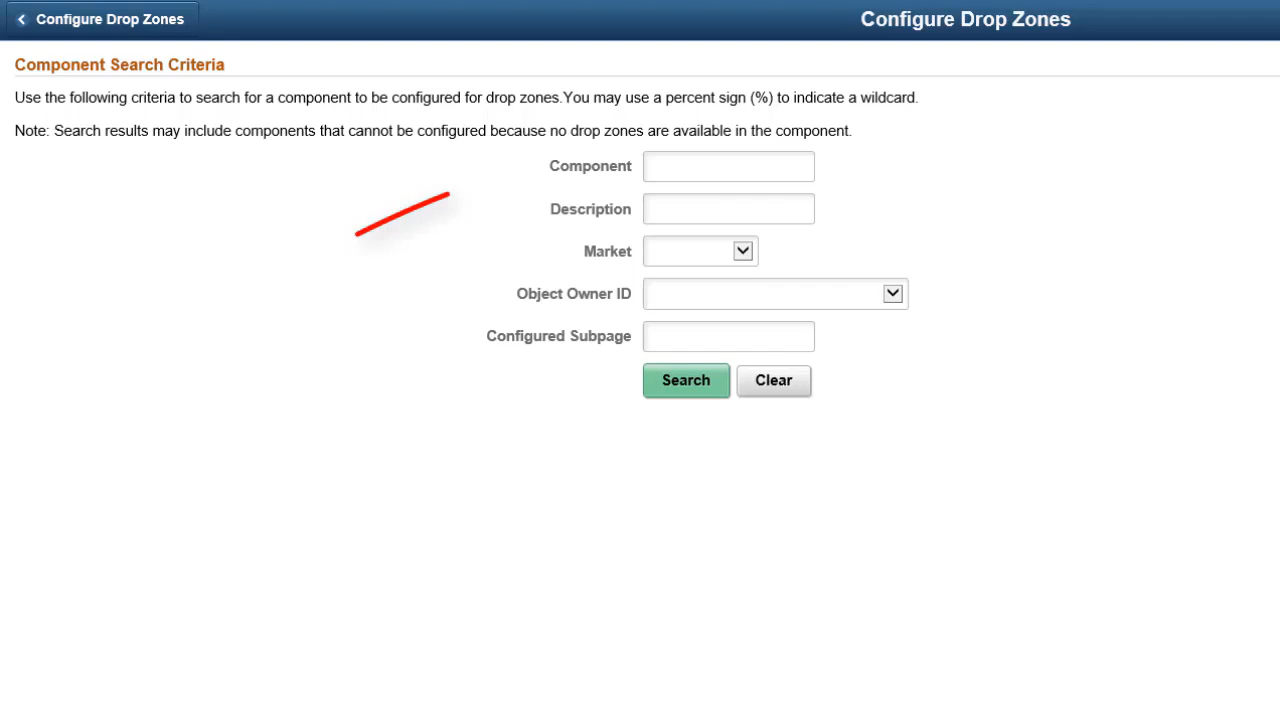 Configure Drop Zones
Configure Drop Zones
Component Search Criteria
Use the following criteria to search for a component to be configured for drop zones.You may use a percent sign (%) to indicate a wildcard.
Note: Search results may include components that cannot be configured because no drop zones are available in the component.
Component
Description
Market
Object Owner ID
Configured Subpage
Search Clear